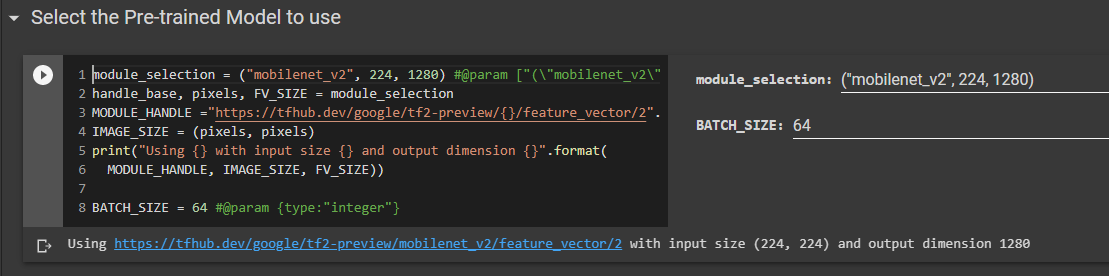 Select the Pre-trained Model to use
1 module_selection = ("mobilenet_v2", 224, 1280) #@param ["(\"mobilenet_v2\"
2 handle_base, pixels, FV_SIZE = module_selection
3 MODULE_HANDLE ="https://tfhub.dev/google/tf2-preview/{}/feature_vector/2".
4 IMAGE_SIZE = (pixels, pixels)
5 print("Using {} with input size {} and output dimension {}".format(
6   MODULE_HANDLE, IMAGE_SIZE, FV_SIZE))
7
8 BATCH_SIZE = 64 #@param {type:"integer"}
module_selection: ("mobilenet_v2", 224, 1280)
BATCH_SIZE: 64
Using https://tfhub.dev/google/tf2-preview/mobilenet_v2/feature_vector/2 with input size (224, 224) and output dimension 1280